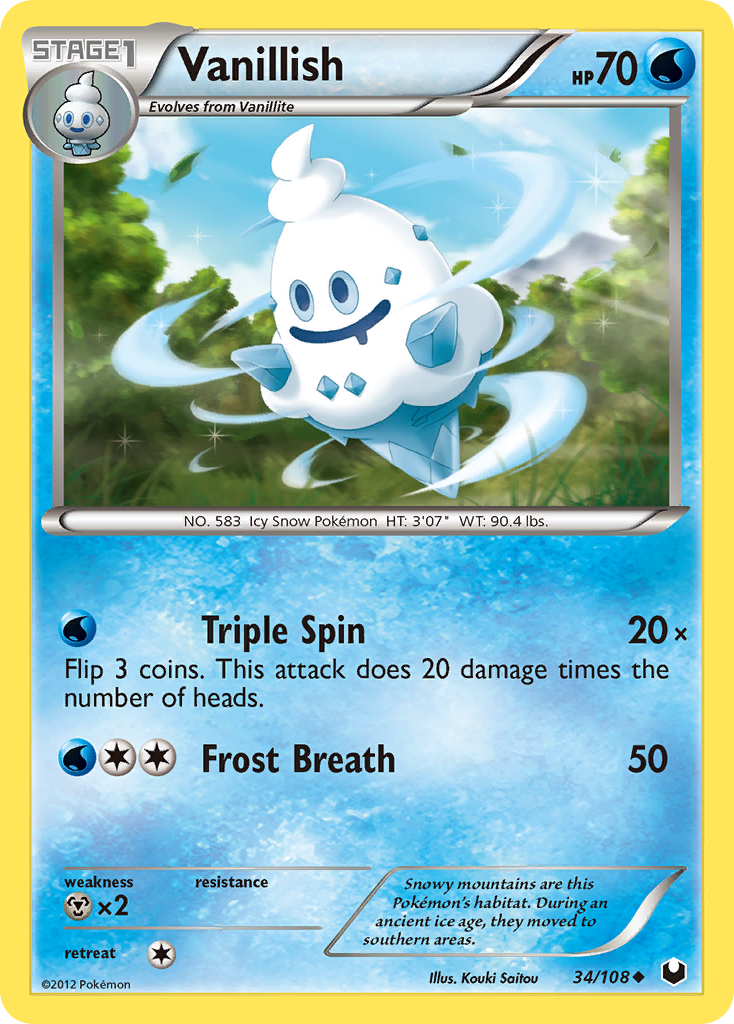 STAGE1
Vanillish
HP 70
Evolves from Vanillite
NO. 583 Icy Snow Pokémon HT: 3'07" WT: 90.4 lbs.
Triple Spin 20×
Flip 3 coins. This attack does 20 damage times the
number of heads.
Frost Breath 50
weakness resistance
×2
retreat
Snowy mountains are this
Pokémon's habitat. During an
ancient ice age, they moved to
southern areas.
©2012 Pokémon
Illus. Kouki Saitou
34/108